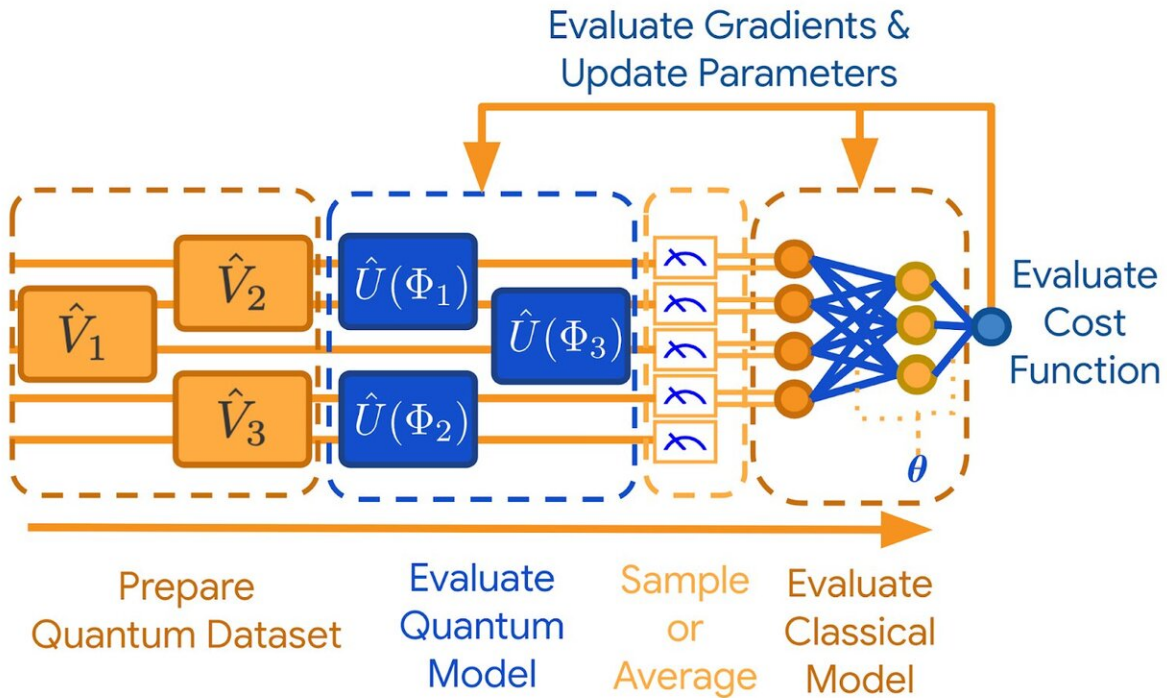 Evaluate Gradients &
Update Parameters
V̂₁
V̂₂
V̂₃
Û(Φ₁)
Û(Φ₂)
Û(Φ₃)
Evaluate
Cost
Function
θ
Prepare
Quantum Dataset
Evaluate
Quantum
Model
Sample
or
Average
Evaluate
Classical
Model